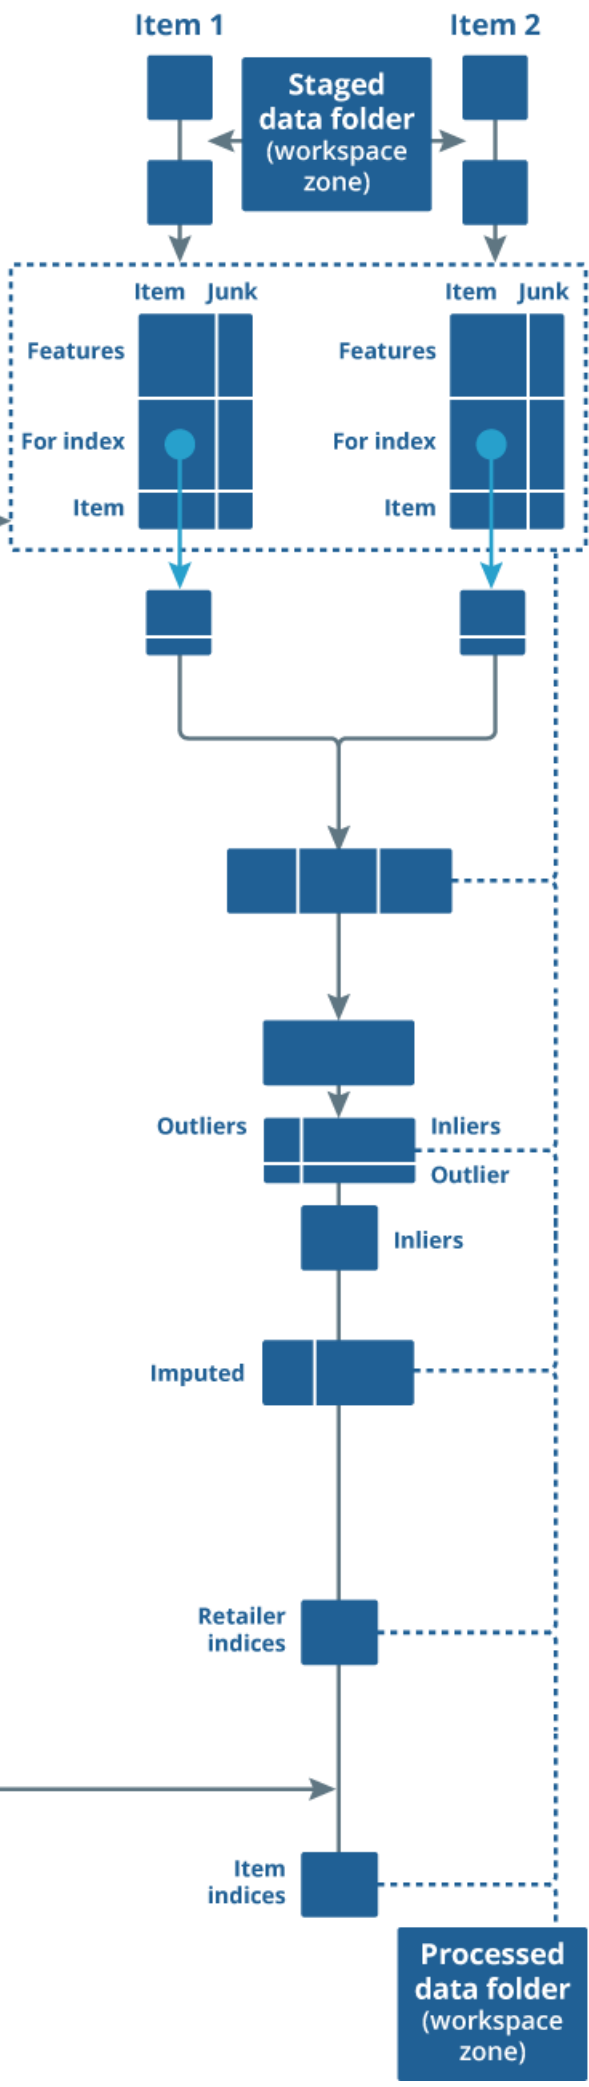 Item 1
Item 2
Staged
data folder
(workspace
zone)
Item Junk
Item Junk
Features
Features
For index
For index
Item
Item
Outliers
Inliers
Outlier
Inliers
Imputed
Retailer
indices
Item
indices
Processed
data folder
(workspace
zone)